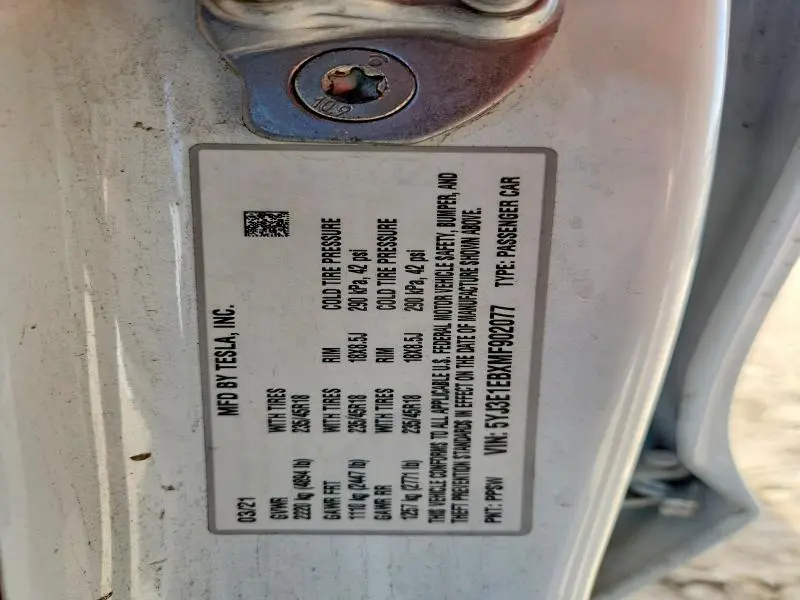 10.9
MFD BY TESLA, INC.
03/21
GVWR WITH TIRES
2220 kg (4894 lb) 235/45R18
GAWR FRT WITH TIRES RIM COLD TIRE PRESSURE
1110 kg (2447 lb) 235/45R18 18X8.5J 290 kPa, 42 psi
GAWR RR WITH TIRES RIM COLD TIRE PRESSURE
1257 kg (2771 lb) 235/45R18 18X8.5J 290 kPa, 42 psi
THIS VEHICLE CONFORMS TO ALL APPLICABLE U.S. FEDERAL MOTOR VEHICLE SAFETY, BUMPER, AND
THEFT PREVENTION STANDARDS IN EFFECT ON THE DATE OF MANUFACTURE SHOWN ABOVE.
PNT: PPSW VIN: 5YJ3E1EBXMF902077 TYPE: PASSENGER CAR